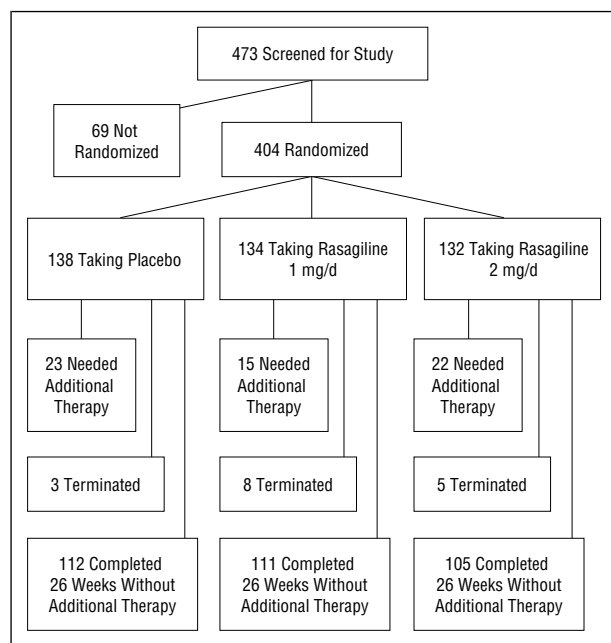 473 Screened for Study
69 Not
Randomized
404 Randomized
138 Taking Placebo
134 Taking Rasagiline
1 mg/d
132 Taking Rasagiline
2 mg/d
23 Needed
Additional
Therapy
15 Needed
Additional
Therapy
22 Needed
Additional
Therapy
3 Terminated
8 Terminated
5 Terminated
112 Completed
26 Weeks Without
Additional Therapy
111 Completed
26 Weeks Without
Additional Therapy
105 Completed
26 Weeks Without
Additional Therapy